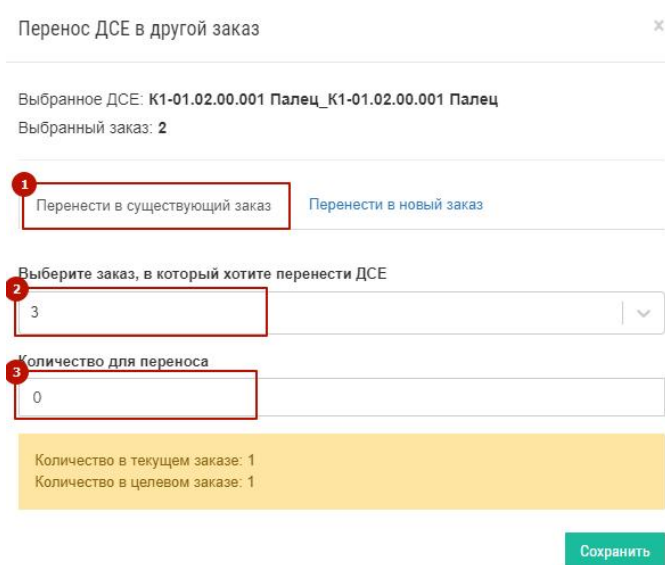 Перенос ДСЕ в другой заказ ×
Выбранное ДСЕ: К1-01.02.00.001 Палец_К1-01.02.00.001 Палец
Выбранный заказ: 2
1
Перенести в существующий заказ Перенести в новый заказ
Выберите заказ, в который хотите перенести ДСЕ
2
3
Количество для переноса
3
0
Количество в текущем заказе: 1
Количество в целевом заказе: 1
Сохранить